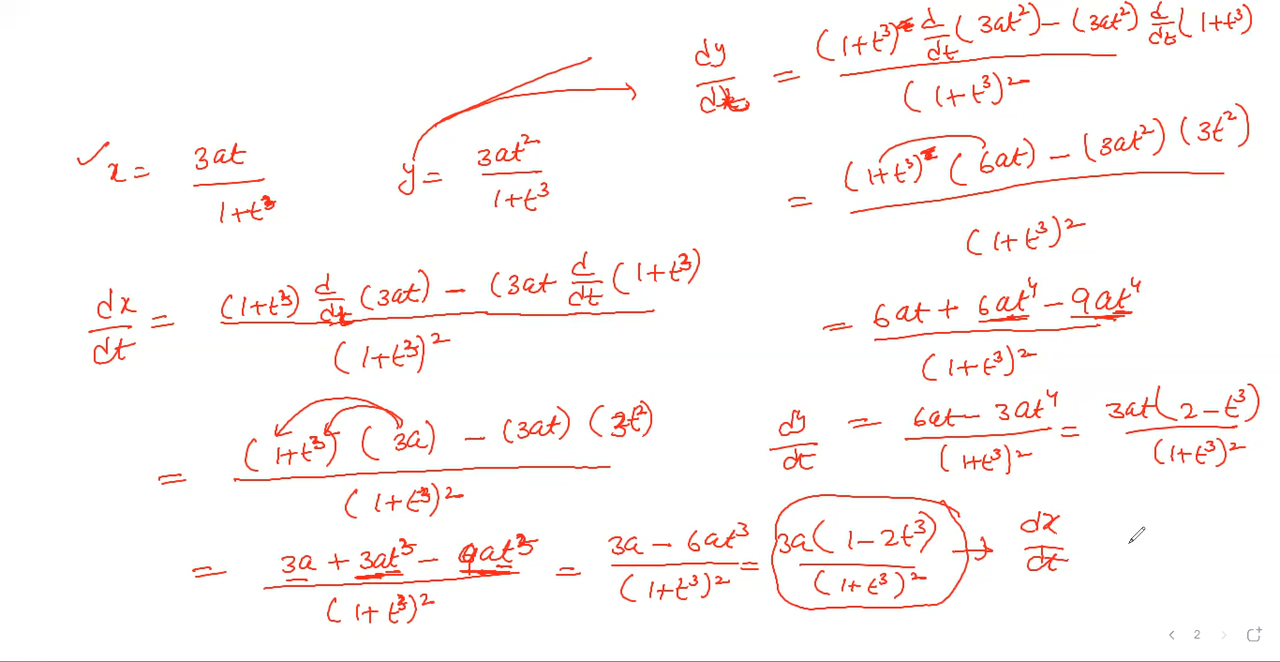 dy/dt = ((1+t³) d/dt (3at²) - (3at²) d/dt (1+t³)) / (1+t³)²
x = 3at / (1+t³)
y = 3at² / (1+t³)
= ((1+t³) (6at) - (3at²) (3t²)) / (1+t³)²
= (6at + 6at⁴ - 9at⁴) / (1+t³)²
dy/dt = (6at - 3at⁴) / (1+t³)² = 3at(2-t³) / (1+t³)²
dx/dt = ((1+t³) d/dt (3at) - (3at d/dt (1+t³) / (1+t³)²
= ((1+t³) (3a) - (3at) (3t²)) / (1+t³)²
= (3a + 3at³ - 9at³) / (1+t³)² = (3a - 6at³) / (1+t³)² = 3a(1-2t³) / (1+t³)² → dx/dt
2